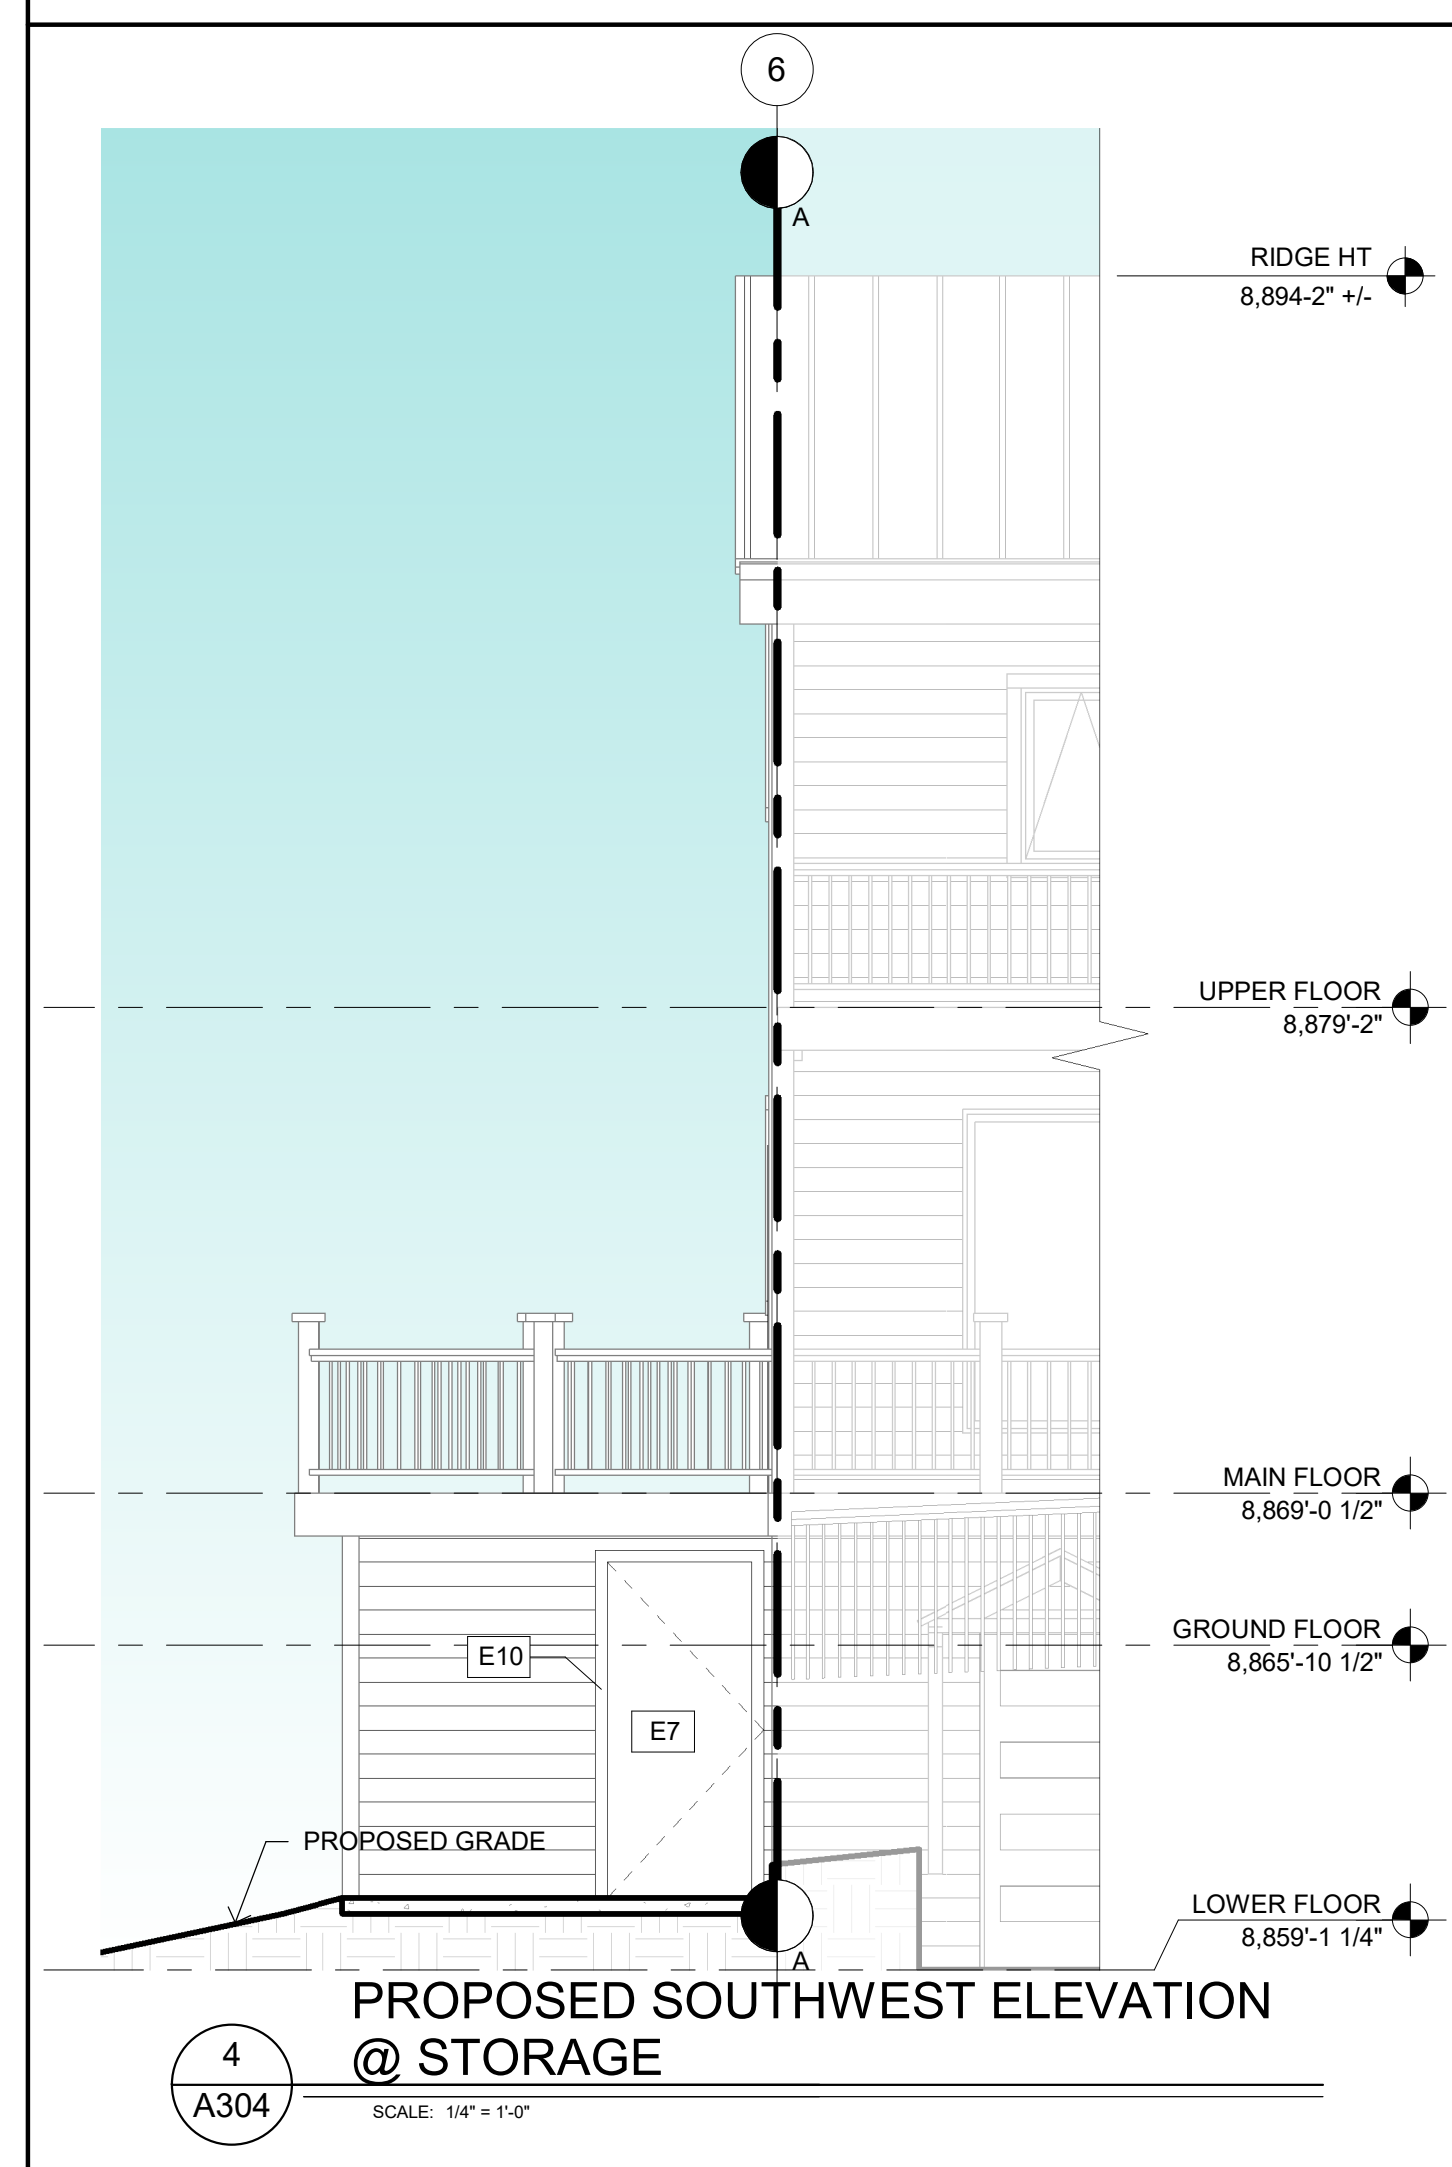 6
A
RIDGE HT
8,894-2" +/-
UPPER FLOOR
8,879'-2"
MAIN FLOOR
8,869'-0 1/2"
GROUND FLOOR
8,865'-10 1/2"
E10
E7
PROPOSED GRADE
LOWER FLOOR
8,859'-1 1/4"
A
PROPOSED SOUTHWEST ELEVATION
@ STORAGE
4
A304
SCALE: 1/4" = 1'-0"